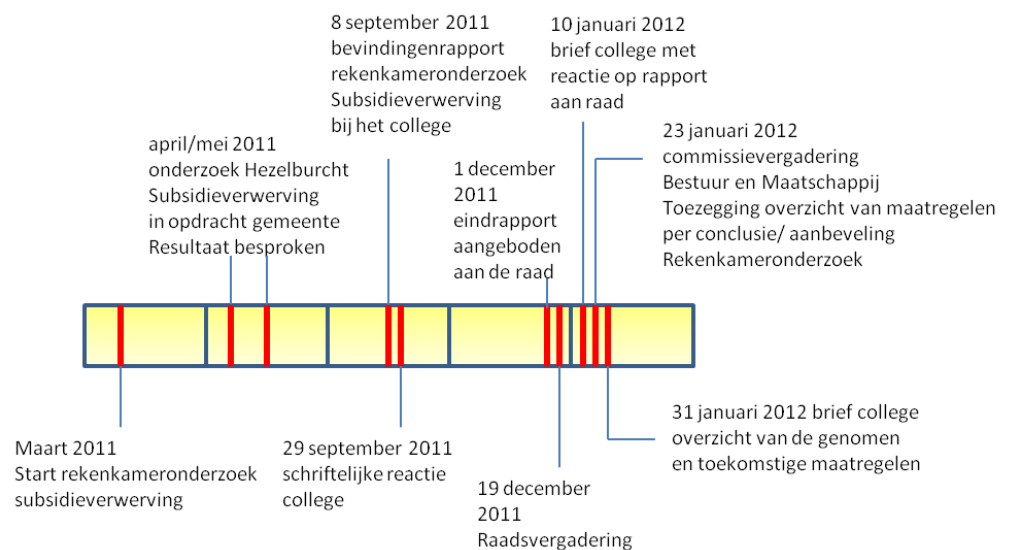 8 september 2011
bevindingenrapport
rekenkameronderzoek
Subsidieverwerving
bij het college
10 januari 2012
brief college met
reactie op rapport
aan raad
april/mei 2011
onderzoek Hezelburcht
Subsidieverwerving
in opdracht gemeente
Resultaat besproken
1 december
2011
eindrapport
aangeboden
aan de raad
23 januari 2012
commissievergadering
Bestuur en Maatschappij
Toezegging overzicht van maatregelen
per conclusie/ aanbeveling
Rekenkameronderzoek
Maart 2011
Start rekenkameronderzoek
subsidieverwerving
29 september 2011
schriftelijke reactie
college
19 december
2011
Raadsvergadering
31 januari 2012 brief college
overzicht van de genomen
en toekomstige maatregelen